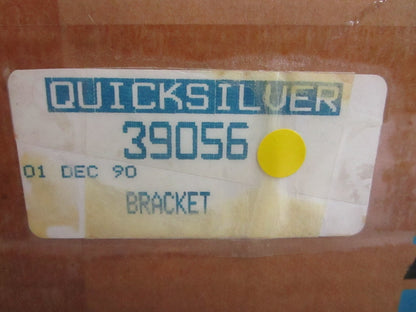 QUICKSILVER
39056
01 DEC 90
BRACKET